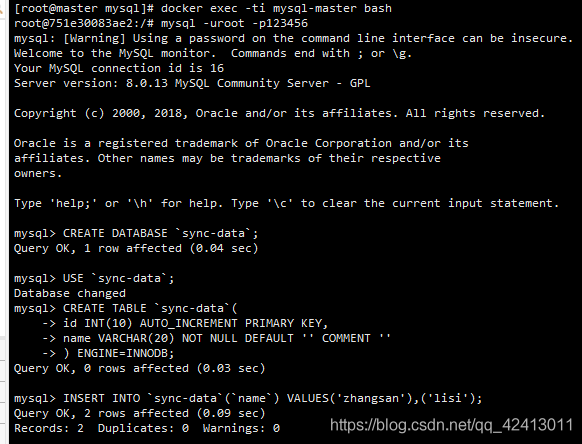 [root@master mysql]# docker exec -ti mysql-master bash
root@751e30083ae2:/# mysql -uroot -p123456
mysql: [Warning] Using a password on the command line interface can be insecure.
Welcome to the MySQL monitor.  Commands end with ; or \g.
Your MySQL connection id is 16
Server version: 8.0.13 MySQL Community Server - GPL

Copyright (c) 2000, 2018, Oracle and/or its affiliates. All rights reserved.

Oracle is a registered trademark of Oracle Corporation and/or its
affiliates. Other names may be trademarks of their respective
owners.

Type 'help;' or '\h' for help. Type '\c' to clear the current input statement.

mysql> CREATE DATABASE `sync-data`;
Query OK, 1 row affected (0.04 sec)

mysql> USE `sync-data`;
Database changed
mysql> CREATE TABLE `sync-data`(
    -> id INT(10) AUTO_INCREMENT PRIMARY KEY,
    -> name VARCHAR(20) NOT NULL DEFAULT '' COMMENT ''
    -> ) ENGINE=INNODB;
Query OK, 0 rows affected (0.03 sec)

mysql> INSERT INTO `sync-data`(`name`) VALUES('zhangsan'),('lisi');
Query OK, 2 rows affected (0.09 sec)
Records: 2  Duplicates: 0  Warnings: 0
https://blog.csdn.net/qq_42413011